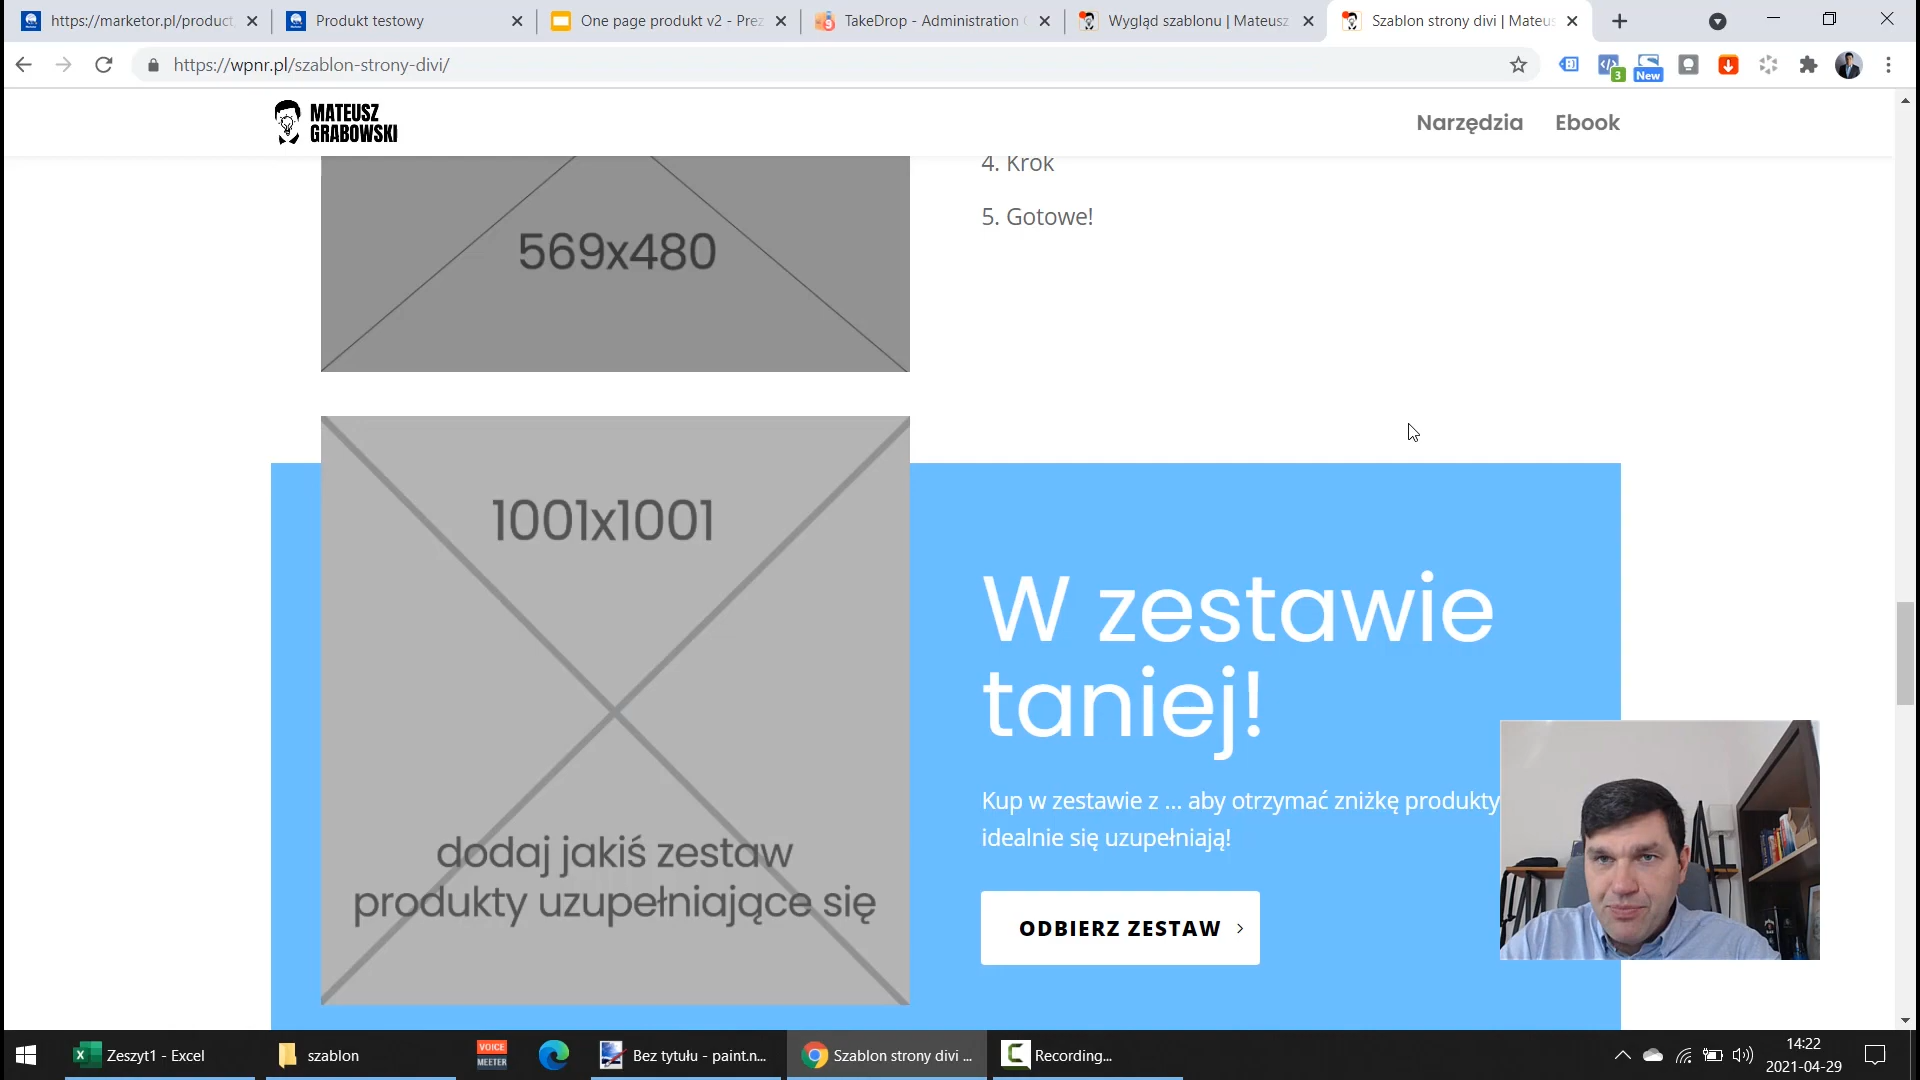 https://marketor.pl/product
Produkt testowy
One page produkt v2 - Prez
TakeDrop - Administration
Wygląd szablonu | Mateusz
Szablon strony divi | Mateus
https://wpnr.pl/szablon-strony-divi/
3
New
MATEUSZ
GRABOWSKI
Narzędzia
Ebook
569x480
4. Krok
5. Gotowe!
1001x1001
dodaj jakiś zestaw
produkty uzupełniające się
W zestawie
taniej!
Kup w zestawie z ... aby otrzymać zniżkę produkty
idealnie się uzupełniają!
ODBIERZ ZESTAW
Zeszyt1 - Excel
szablon
VOICE
MEETER
Bez tytułu - paint.n...
Szablon strony divi ...
Recording...
14:22
2021-04-29